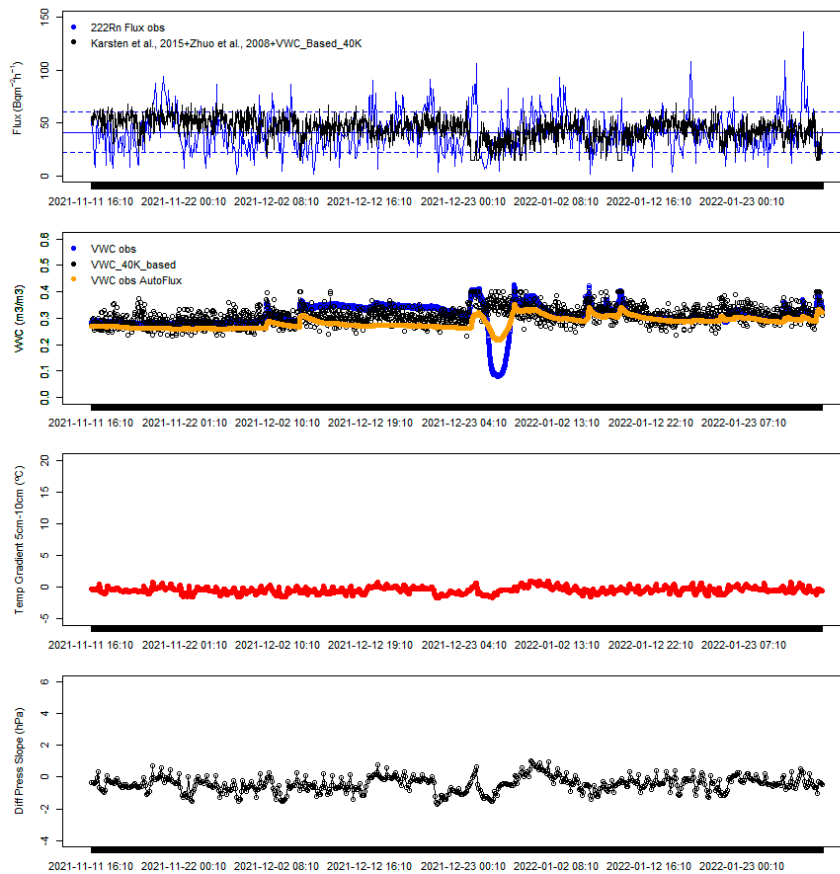 150
100
50
0
Flux (Bqm⁻²h⁻¹)
222Rn Flux obs
Karsten et al., 2015+Zhuo et al., 2008+VWC_Based_40K
2021-11-11 16:10 2021-11-22 01:10 2021-12-02 08:10 2021-12-12 16:10 2021-12-23 00:10 2022-01-02 08:10 2022-01-12 16:10 2022-01-23 00:10
0.6
0.5
0.4
0.3
0.2
0.1
0.0
VWC (m3/m3)
VWC obs
VWC_40K_based
VWC obs AutoFlux
2021-11-11 16:10 2021-11-22 01:10 2021-12-02 10:10 2021-12-12 19:10 2021-12-23 04:10 2022-01-02 13:10 2022-01-12 22:10 2022-01-23 07:10
20
15
10
5
0
-5
Temp Gradient 5cm-10cm (ºC)
2021-11-11 16:10 2021-11-22 01:10 2021-12-02 10:10 2021-12-12 19:10 2021-12-23 04:10 2022-01-02 13:10 2022-01-12 22:10 2022-01-23 07:10
6
4
2
0
-2
-4
Diff Press Slope (hPa)
2021-11-11 16:10 2021-11-22 00:10 2021-12-02 08:10 2021-12-12 16:10 2021-12-23 00:10 2022-01-02 08:10 2022-01-12 16:10 2022-01-23 00:10